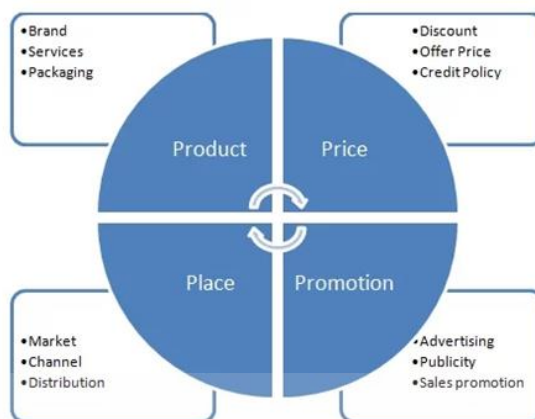 •Brand
•Services
•Packaging
•Discount
•Offer Price
•Credit Policy
Product
Price
Place
Promotion
•Market
•Channel
•Distribution
•Advertising
•Publicity
•Sales promotion